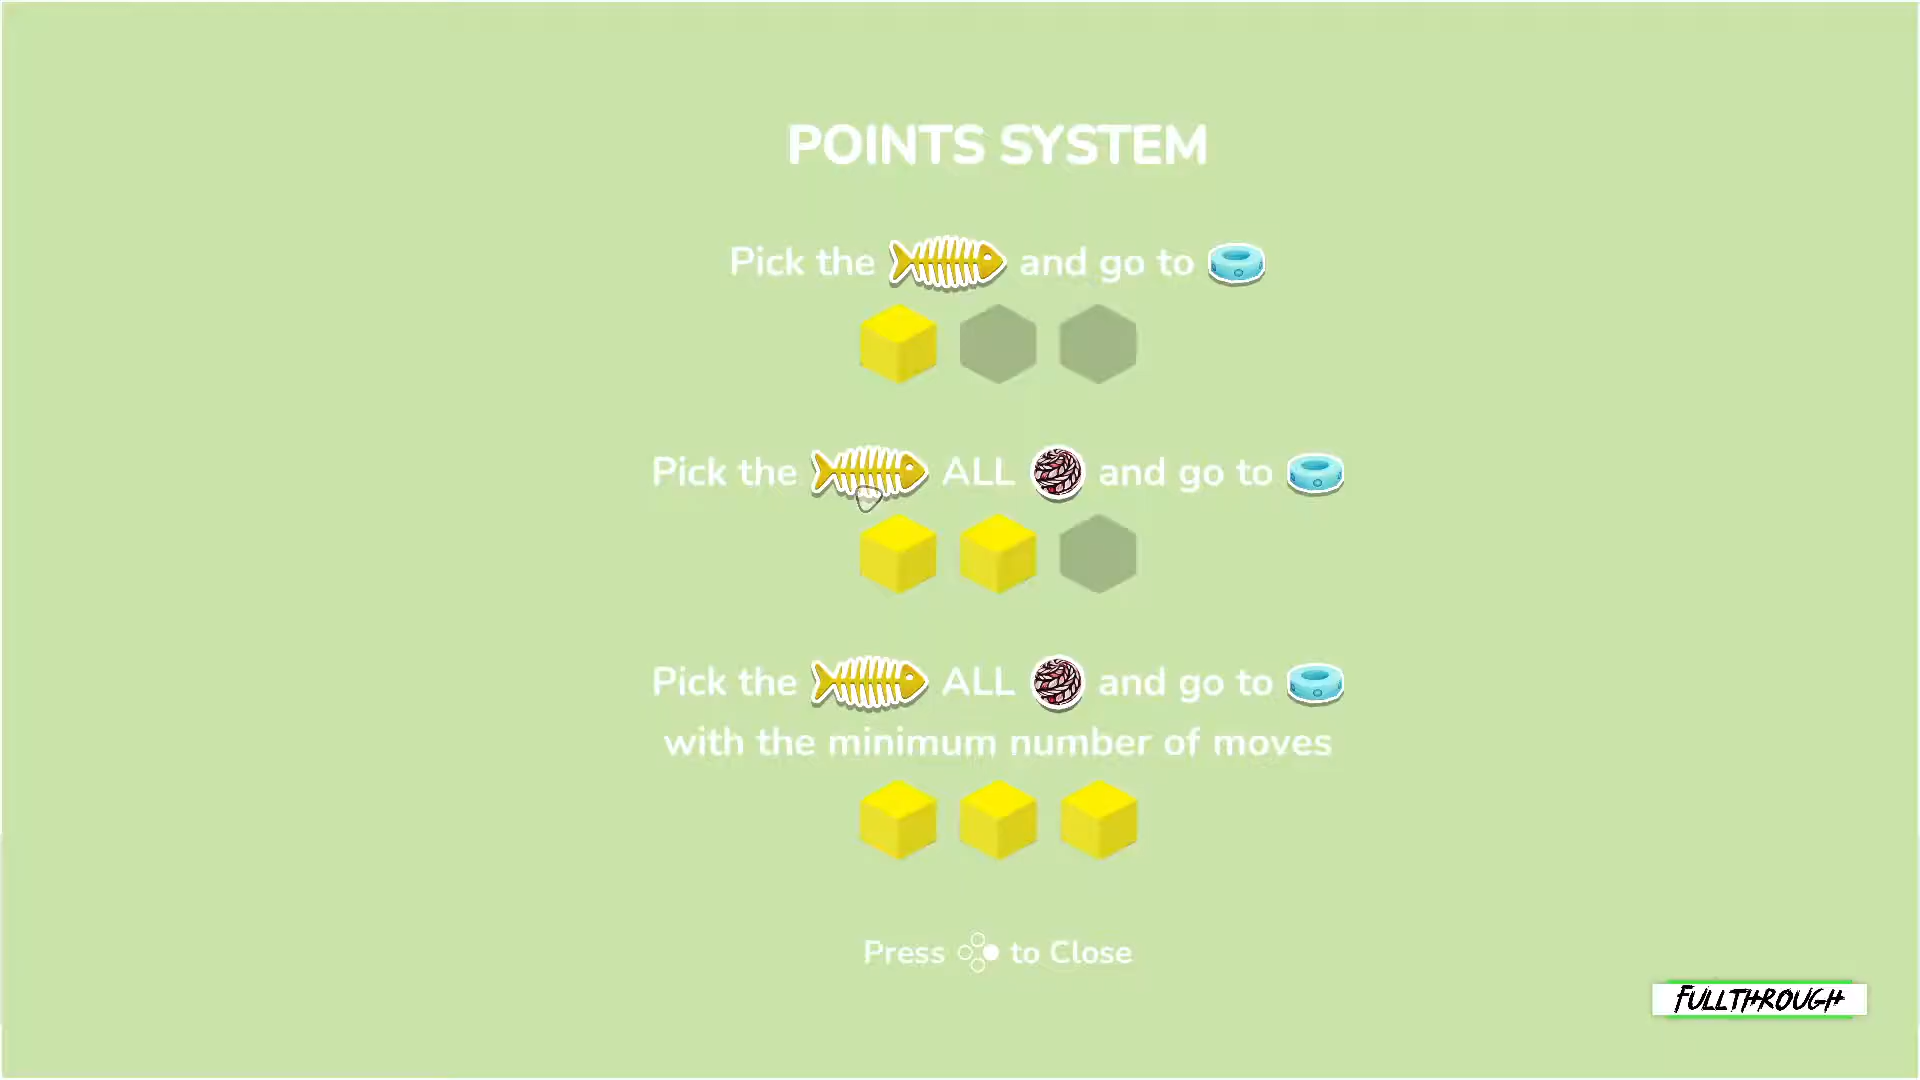 POINTS SYSTEM
Pick the and go to
Pick the ALL and go to
Pick the ALL and go to
with the minimum number of moves
Press to Close
FULLTHROUGH